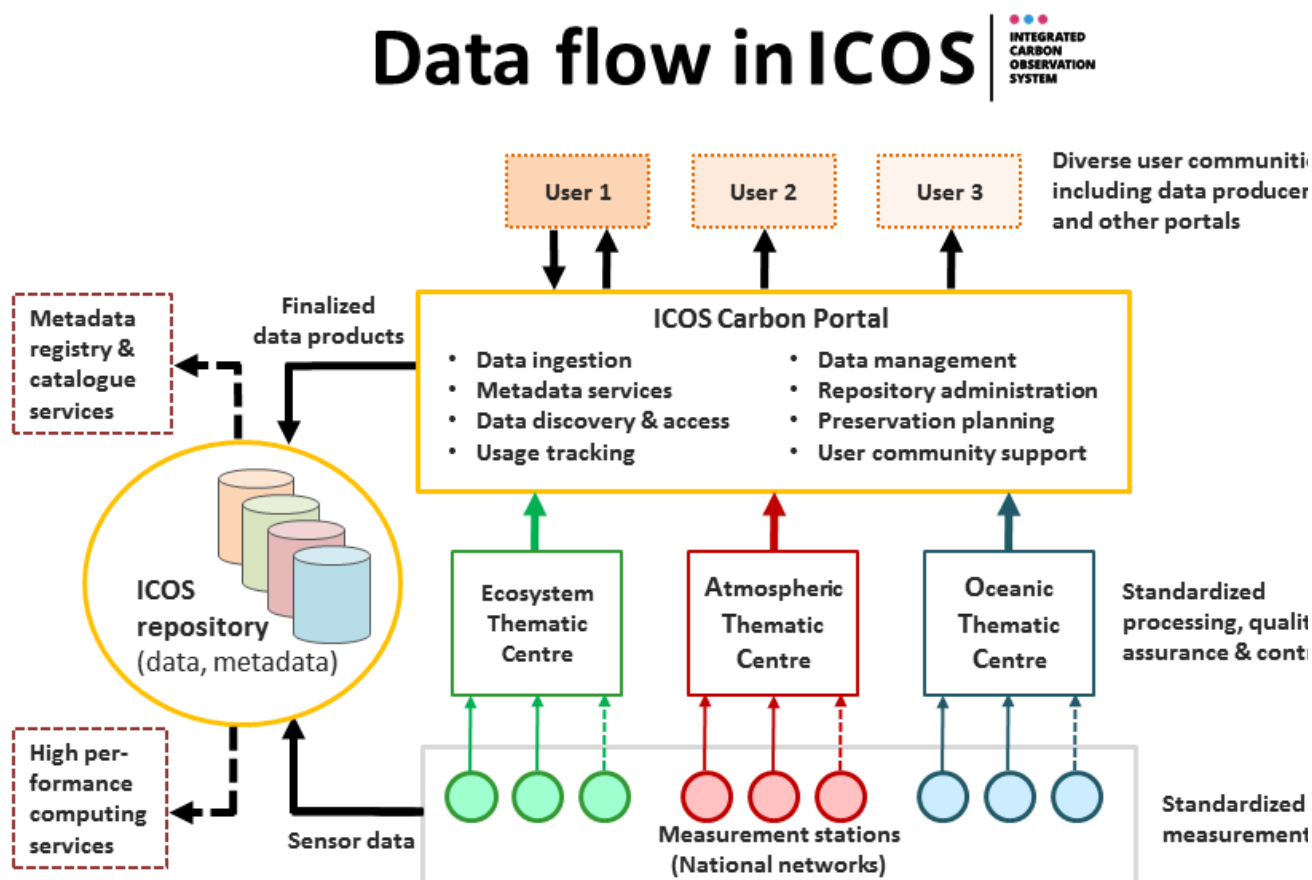 Data flow in ICOS
INTEGRATED
CARBON
OBSERVATION
SYSTEM
User 1
User 2
User 3
Diverse user communitie
including data producer
and other portals
Metadata
registry &
catalogue
services
Finalized
data products
ICOS Carbon Portal
• Data ingestion
• Metadata services
• Data discovery & access
• Usage tracking
• Data management
• Repository administration
• Preservation planning
• User community support
ICOS
repository
(data, metadata)
Ecosystem
Thematic
Centre
Atmospheric
Thematic
Centre
Oceanic
Thematic
Centre
Standardized
processing, qualit
assurance & contr
High per-
formance
computing
services
Sensor data
Measurement stations
(National networks)
Standardized
measurement